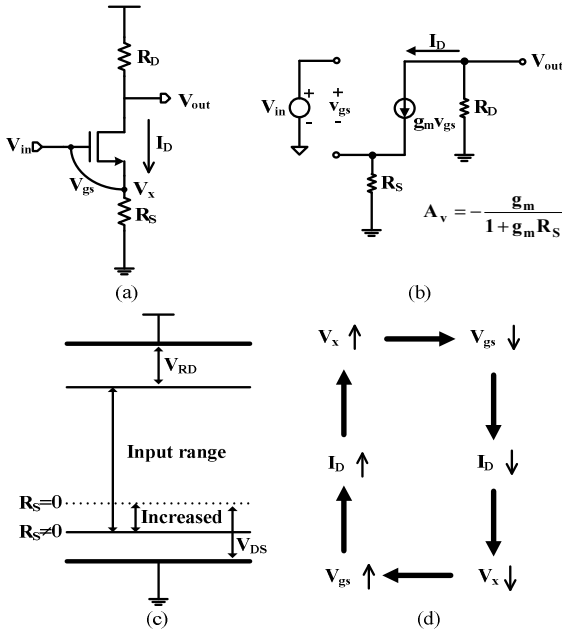 R_D
V_out
V_in
I_D
V_gs
V_x
R_S
(a)
I_D
V_out
V_in
+
-
+
v_gs
-
g_m v_gs
R_D
R_S
A_v = - g_m / (1 + g_m R_S)
(b)
V_RD
Input range
R_S=0
R_S≠0
Increased
V_DS
(c)
V_x ↑
V_gs ↓
I_D ↑
I_D ↓
V_gs ↑
V_x ↓
(d)